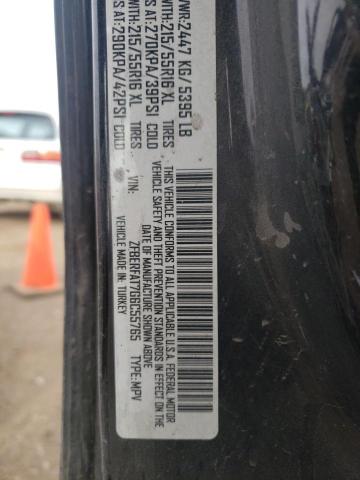 VWR: 2447 KG/ 5395 LB
WITH: 215/55R16 XL TIRES
S AT: 270KPA/39PSI COLD
WITH: 215/55R16 XL TIRES
S AT: 290KPA/42PSI COLD
THIS VEHICLE CONFORMS TO ALL APPLICABLE U.S.A. FEDERAL MOTOR
VEHICLE SAFETY AND THEFT PREVENTION STANDARDS IN EFFECT ON THE
DATE OF MANUFACTURE SHOWN ABOVE
VIN: ZFBERFAT7G6C55765 TYPE: MPV
MADE IN: TURKEY